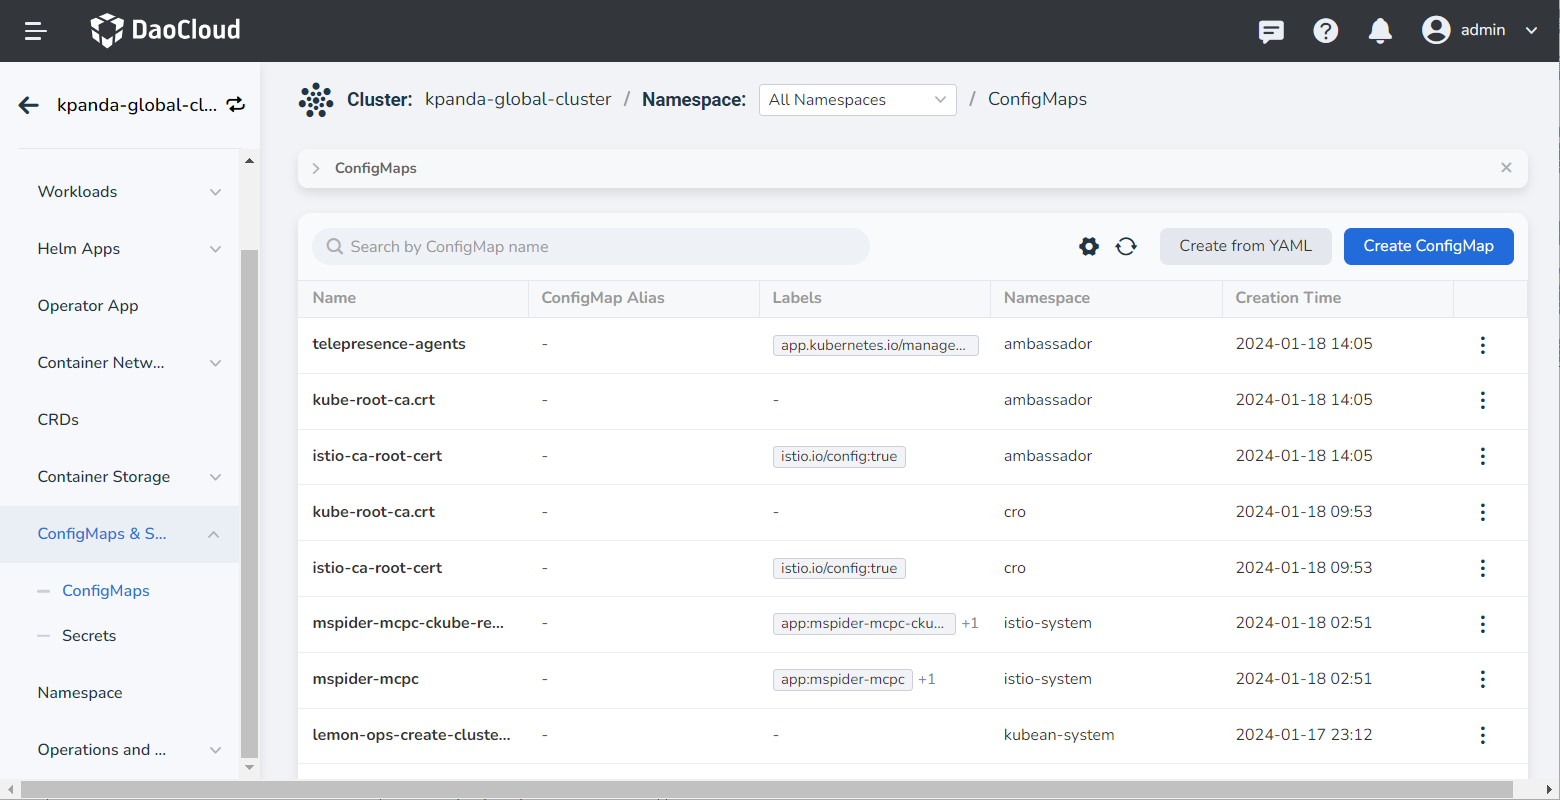 DaoCloud
admin
kpanda-global-cl...
Cluster: kpanda-global-cluster / Namespace: All Namespaces / ConfigMaps
Workloads
Helm Apps
Operator App
Container Netw...
CRDs
Container Storage
ConfigMaps & S...
ConfigMaps
Secrets
Namespace
Operations and ...
ConfigMaps
Search by ConfigMap name
Create from YAML
Create ConfigMap
Name ConfigMap Alias Labels Namespace Creation Time
telepresence-agents - app.kubernetes.io/manage... ambassador 2024-01-18 14:05
kube-root-ca.crt - - ambassador 2024-01-18 14:05
istio-ca-root-cert - istio.io/config:true ambassador 2024-01-18 14:05
kube-root-ca.crt - - cro 2024-01-18 09:53
istio-ca-root-cert - istio.io/config:true cro 2024-01-18 09:53
mspider-mcpc-ckube-re... - app:mspider-mcpc-cku... +1 istio-system 2024-01-18 02:51
mspider-mcpc - app:mspider-mcpc +1 istio-system 2024-01-18 02:51
lemon-ops-create-cluste... - - kubean-system 2024-01-17 23:12